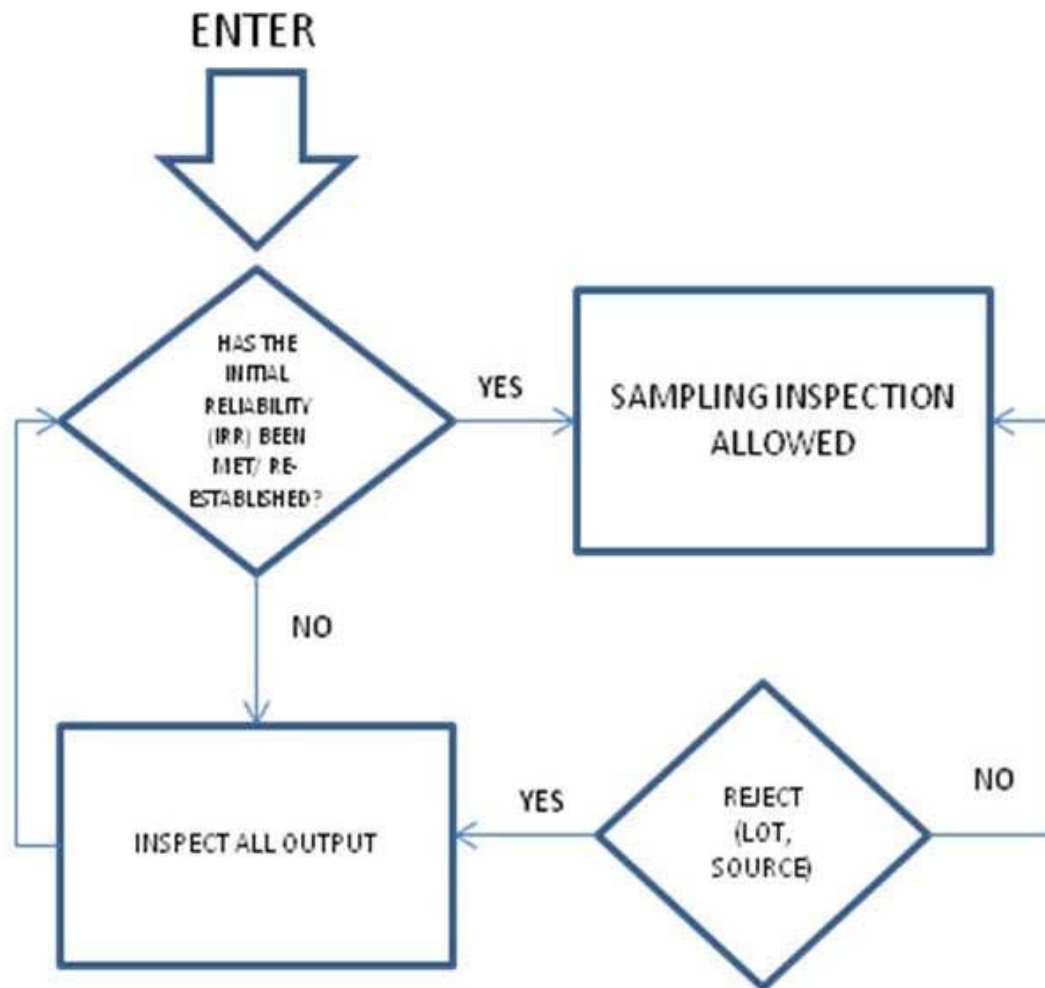 ENTER
HAS THE
INITIAL
RELIABILITY
(IRR) BEEN
MET/ RE-
ESTABLISHED?
YES
SAMPLING INSPECTION
ALLOWED
NO
INSPECT ALL OUTPUT
YES
REJECT
(LOT,
SOURCE)
NO